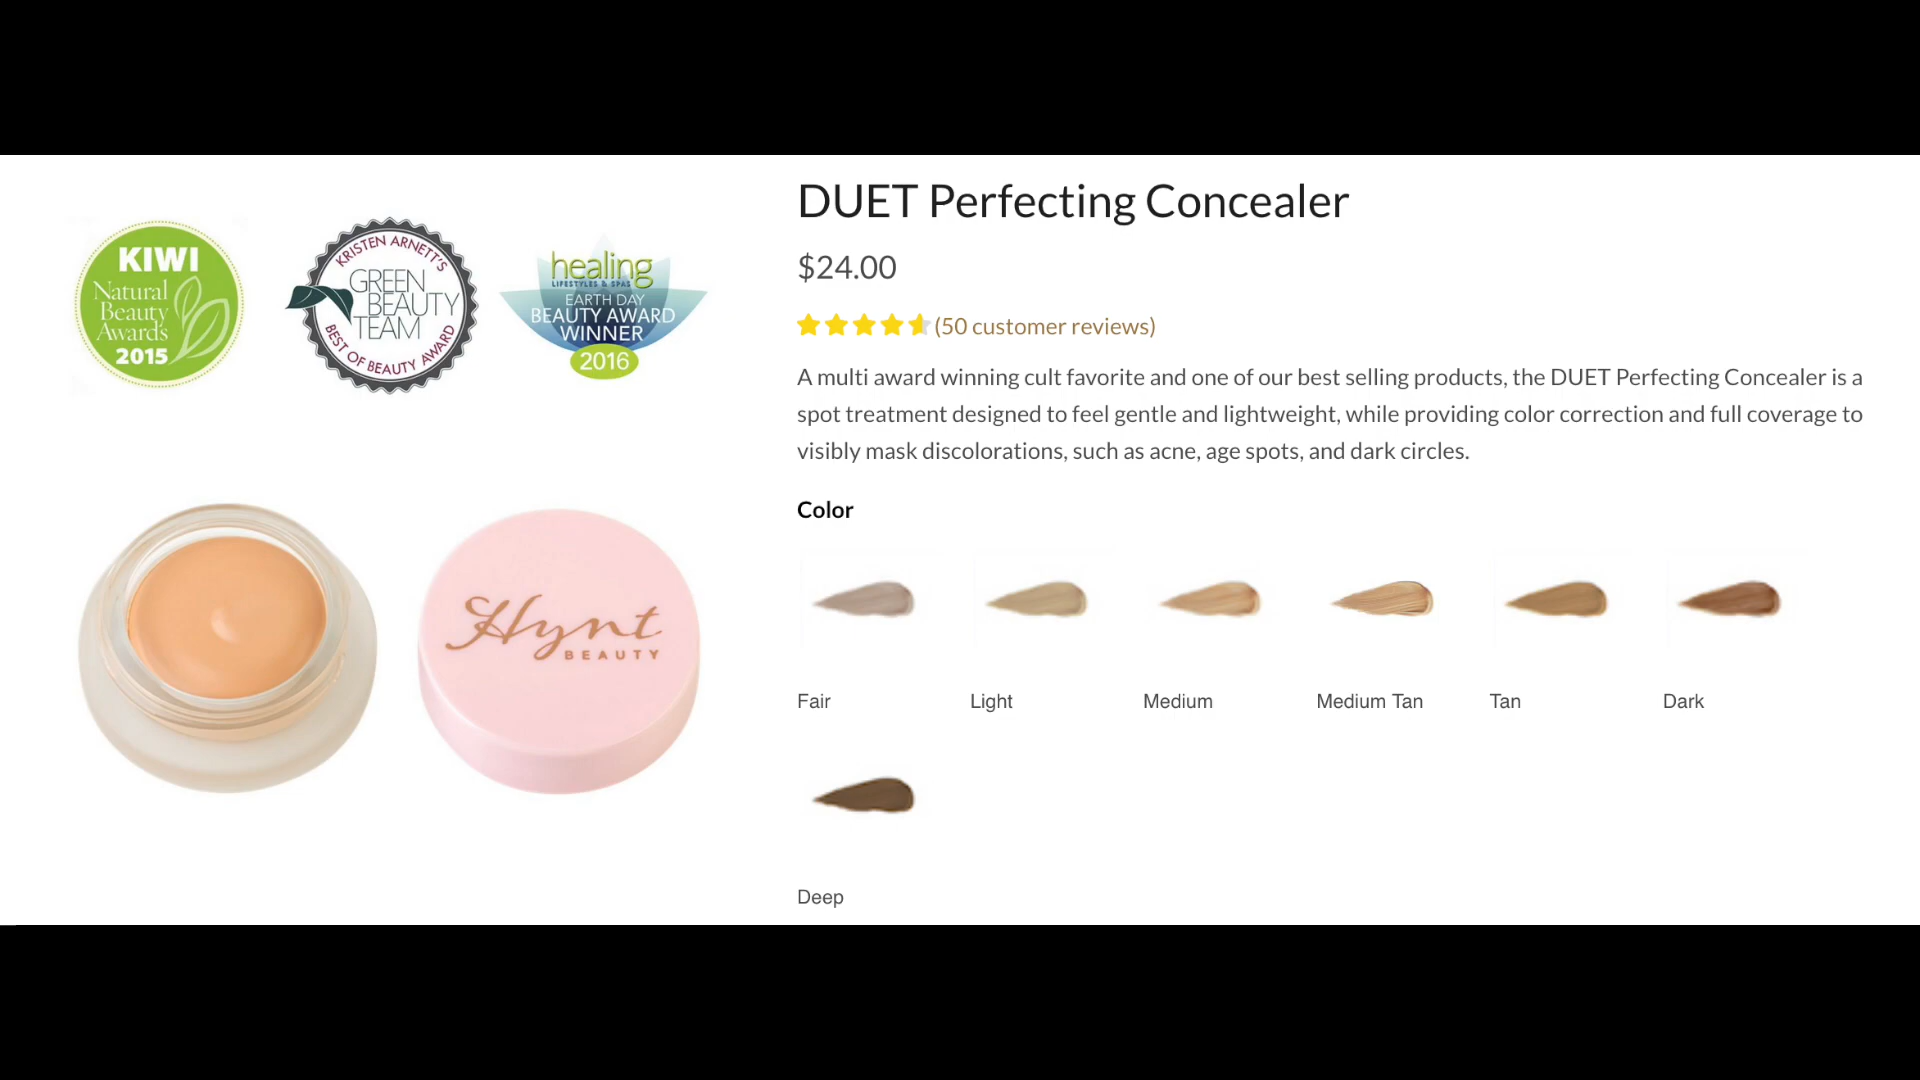 KIWI
Natural
Beauty
Awards
2015
KRISTEN ARNETT'S
GREEN
BEAUTY
TEAM
BEST OF BEAUTY AWARD
healing
LIFESTYLES & SPAS
EARTH DAY
BEAUTY AWARD
WINNER
2016
Hynt
BEAUTY
DUET Perfecting Concealer
$24.00
(50 customer reviews)
A multi award winning cult favorite and one of our best selling products, the DUET Perfecting Concealer is a
spot treatment designed to feel gentle and lightweight, while providing color correction and full coverage to
visibly mask discolorations, such as acne, age spots, and dark circles.
Color
Fair
Light
Medium
Medium Tan
Tan
Dark
Deep